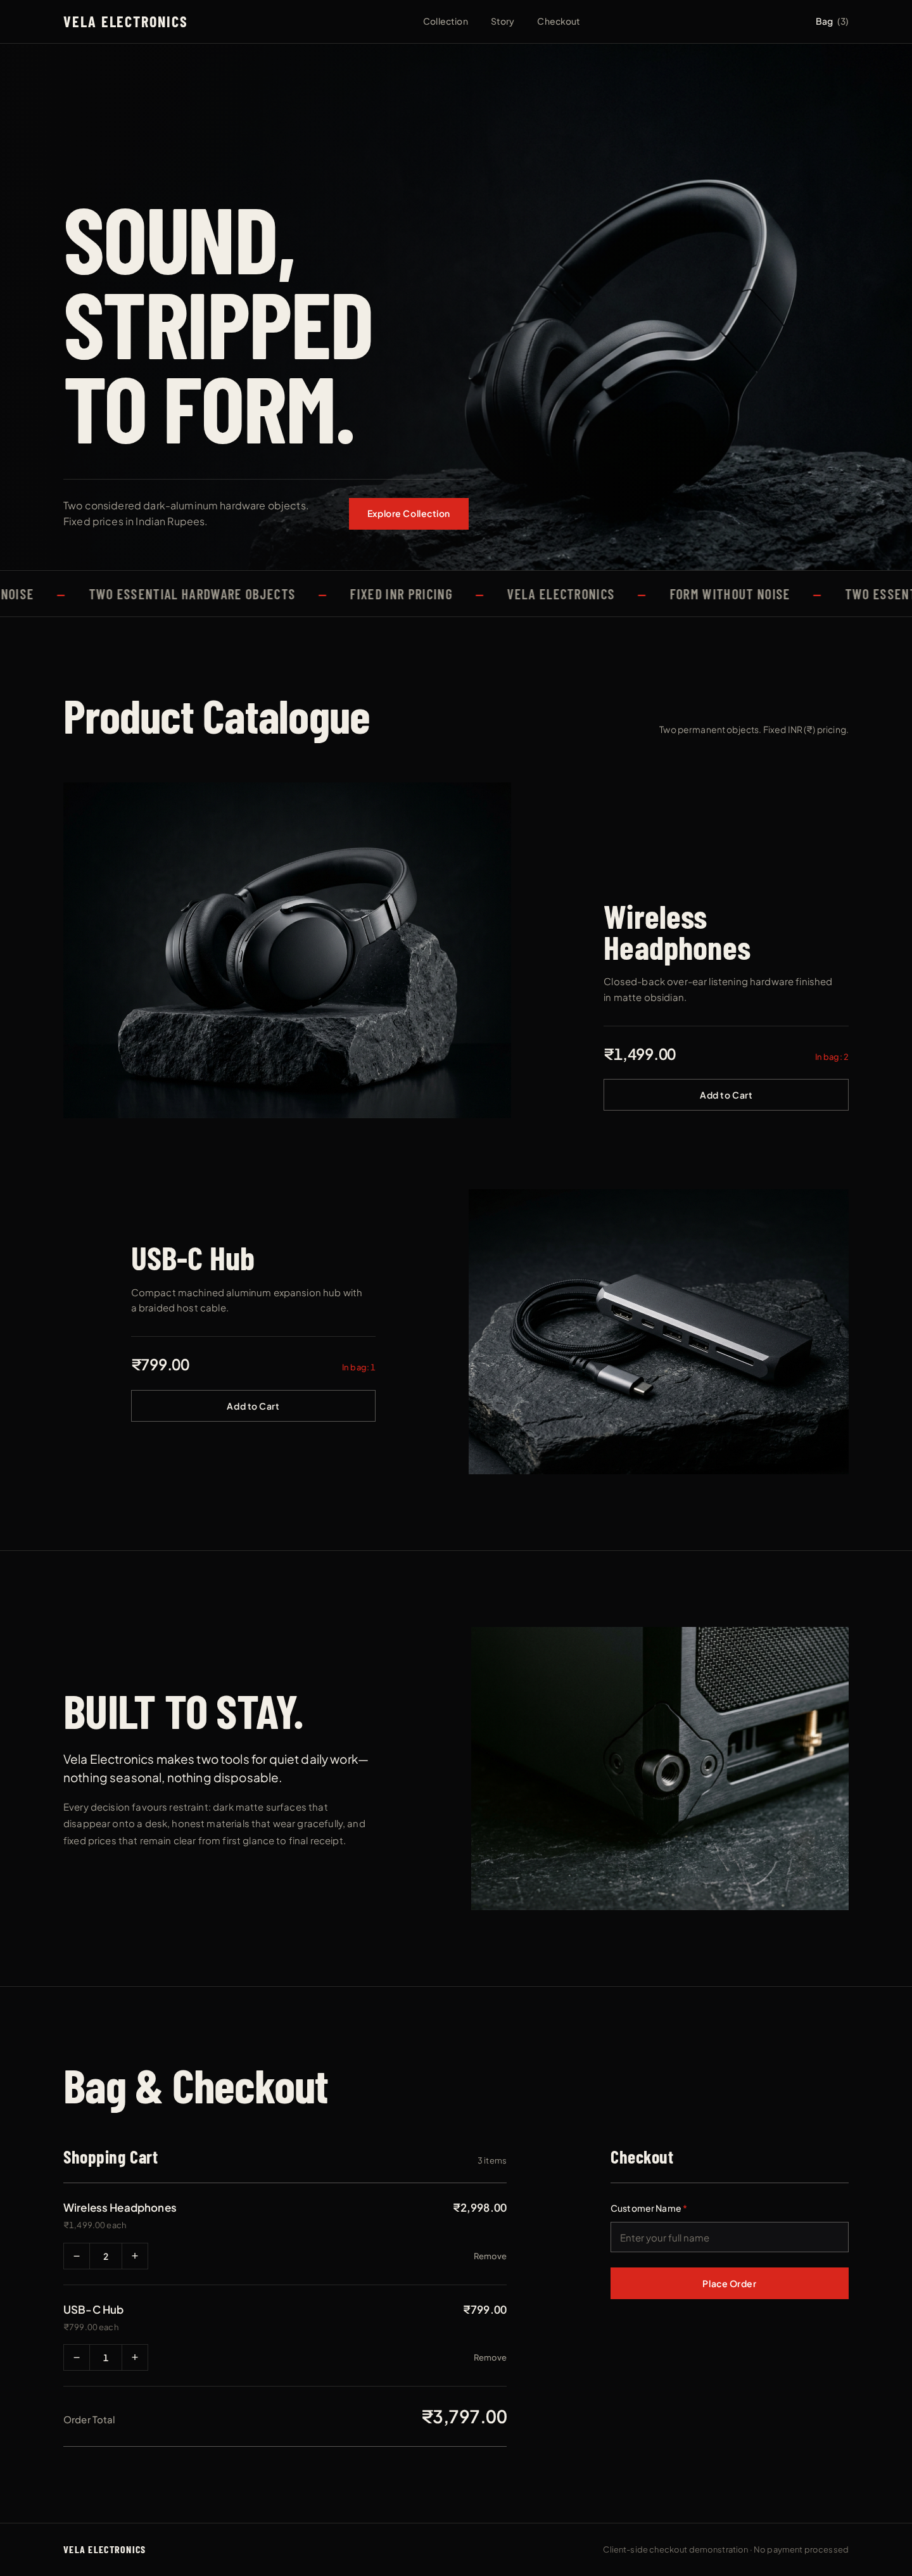 VELA ELECTRONICS
Collection Story Checkout
Bag (3)
SOUND,
STRIPPED
TO FORM.
Two considered dark-aluminum hardware objects.
Fixed prices in Indian Rupees.
Explore Collection
NOISE — TWO ESSENTIAL HARDWARE OBJECTS — FIXED INR PRICING — VELA ELECTRONICS — FORM WITHOUT NOISE — TWO ESSENT
Product Catalogue
Two permanent objects. Fixed INR (₹) pricing.
Wireless
Headphones
Closed-back over-ear listening hardware finished
in matte obsidian.
₹1,499.00
In bag: 2
Add to Cart
USB-C Hub
Compact machined aluminum expansion hub with
a braided host cable.
₹799.00
In bag: 1
Add to Cart
BUILT TO STAY.
Vela Electronics makes two tools for quiet daily work—
nothing seasonal, nothing disposable.
Every decision favours restraint: dark matte surfaces that
disappear onto a desk, honest materials that wear gracefully, and
fixed prices that remain clear from first glance to final receipt.
Bag & Checkout
Shopping Cart
3 items
Wireless Headphones
₹2,998.00
₹1,499.00 each
− 2 +
Remove
USB-C Hub
₹799.00
₹799.00 each
− 1 +
Remove
Order Total
₹3,797.00
Checkout
Customer Name *
Enter your full name
Place Order
VELA ELECTRONICS
Client-side checkout demonstration · No payment processed